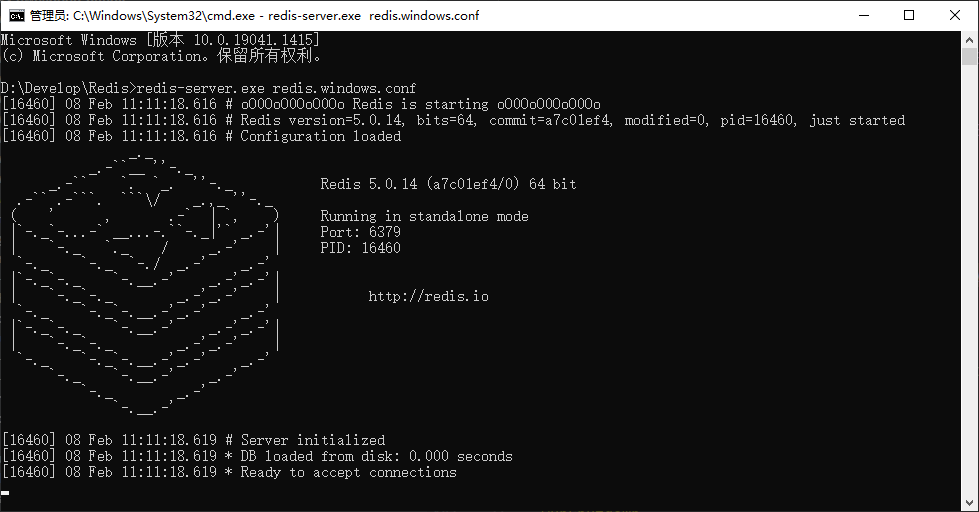 管理员: C:\Windows\System32\cmd.exe - redis-server.exe  redis.windows.conf
Microsoft Windows [版本 10.0.19041.1415]
(c) Microsoft Corporation。保留所有权利。
D:\Develop\Redis>redis-server.exe redis.windows.conf
[16460] 08 Feb 11:11:18.616 # oO0OoO0OoO0Oo Redis is starting oO0OoO0OoO0Oo
[16460] 08 Feb 11:11:18.616 # Redis version=5.0.14, bits=64, commit=a7c01ef4, modified=0, pid=16460, just started
[16460] 08 Feb 11:11:18.616 # Configuration loaded
Redis 5.0.14 (a7c01ef4/0) 64 bit
Running in standalone mode
Port: 6379
PID: 16460
http://redis.io
[16460] 08 Feb 11:11:18.619 # Server initialized
[16460] 08 Feb 11:11:18.619 * DB loaded from disk: 0.000 seconds
[16460] 08 Feb 11:11:18.619 * Ready to accept connections